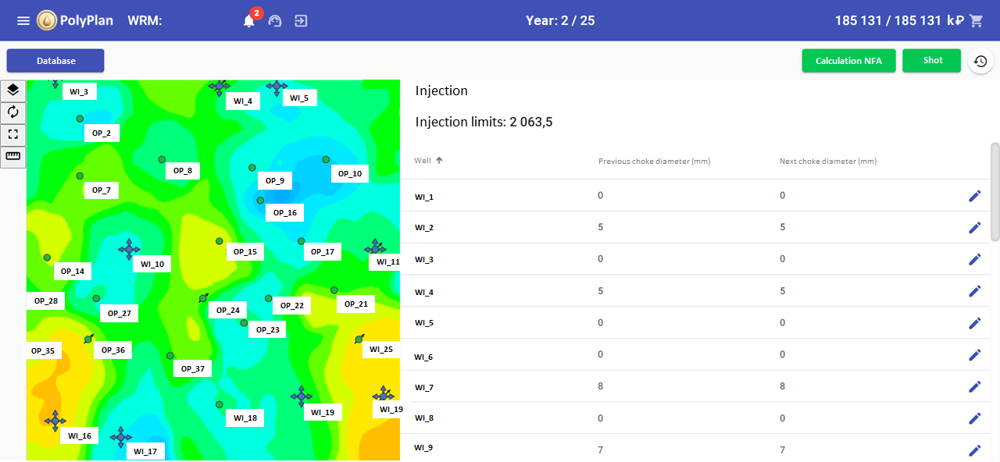 PolyPlan WRM: 2 Year: 2 / 25 185 131 / 185 131 k₽
Database Calculation NFA Shot
WI_3
WI_4
WI_5
OP_2
OP_8
OP_9
OP_10
OP_7
OP_16
OP_15
OP_17
WI_10
WI_11
OP_14
OP_28
OP_27
OP_24
OP_22
OP_21
OP_23
OP_35
OP_36
WI_25
OP_37
WI_19
WI_19
WI_18
WI_16
WI_17
Injection
Injection limits: 2 063,5
Well Previous choke diameter (mm) Next choke diameter (mm)
WI_1 0 0
WI_2 5 5
WI_3 0 0
WI_4 5 5
WI_5 0 0
WI_6 0 0
WI_7 8 8
WI_8 0 0
WI_9 7 7